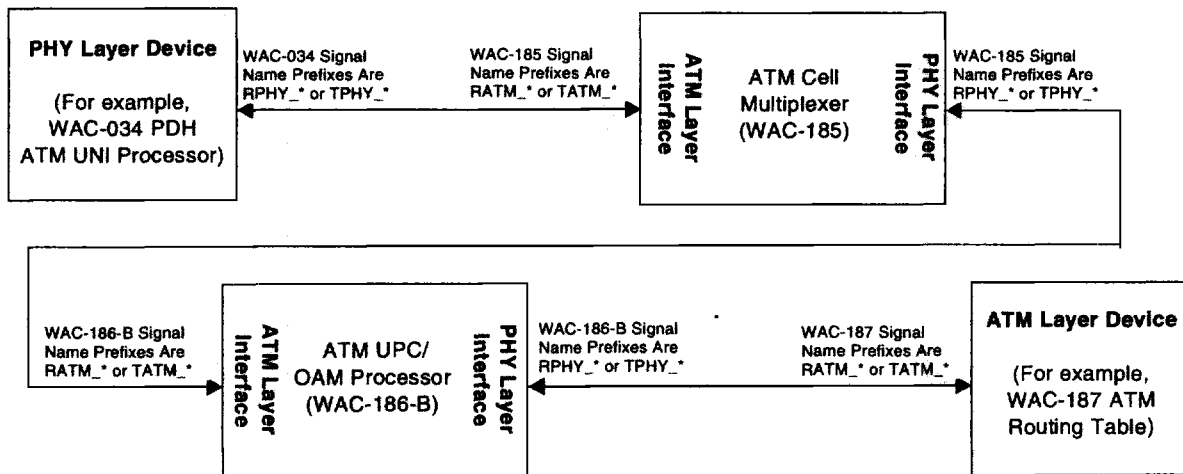 PHY Layer Device
(For example,
WAC-034 PDH
ATM UNI Processor)
WAC-034 Signal
Name Prefixes Are
RPHY_* or TPHY_*
WAC-185 Signal
Name Prefixes Are
RATM_* or TATM_*
ATM Layer
Interface
ATM Cell
Multiplexer
(WAC-185)
PHY Layer
Interface
WAC-185 Signal
Name Prefixes Are
RPHY_* or TPHY_*
WAC-186-B Signal
Name Prefixes Are
RATM_* or TATM_*
ATM Layer
Interface
ATM UPC/
OAM Processor
(WAC-186-B)
PHY Layer
Interface
WAC-186-B Signal
Name Prefixes Are
RPHY_* or TPHY_*
WAC-187 Signal
Name Prefixes Are
RATM_* or TATM_*
ATM Layer Device
(For example,
WAC-187 ATM
Routing Table)